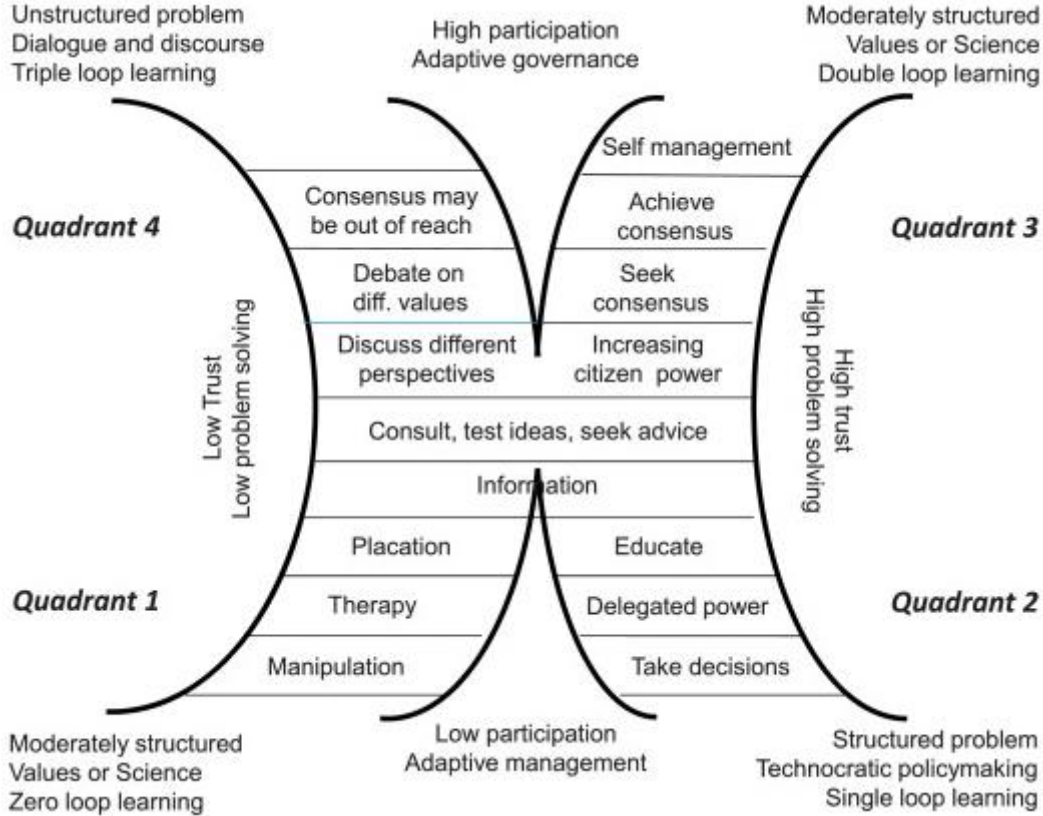 Unstructured problem
Dialogue and discourse
Triple loop learning
High participation
Adaptive governance
Moderately structured
Values or Science
Double loop learning
Self management
Quadrant 4
Consensus may
be out of reach
Achieve
consensus
Quadrant 3
Debate on
diff. values
Seek
consensus
Discuss different
perspectives
Increasing
citizen power
Low Trust
Low problem solving
High trust
High problem solving
Consult, test ideas, seek advice
Information
Placation
Educate
Quadrant 1
Therapy
Delegated power
Quadrant 2
Manipulation
Take decisions
Moderately structured
Values or Science
Zero loop learning
Low participation
Adaptive management
Structured problem
Technocratic policymaking
Single loop learning